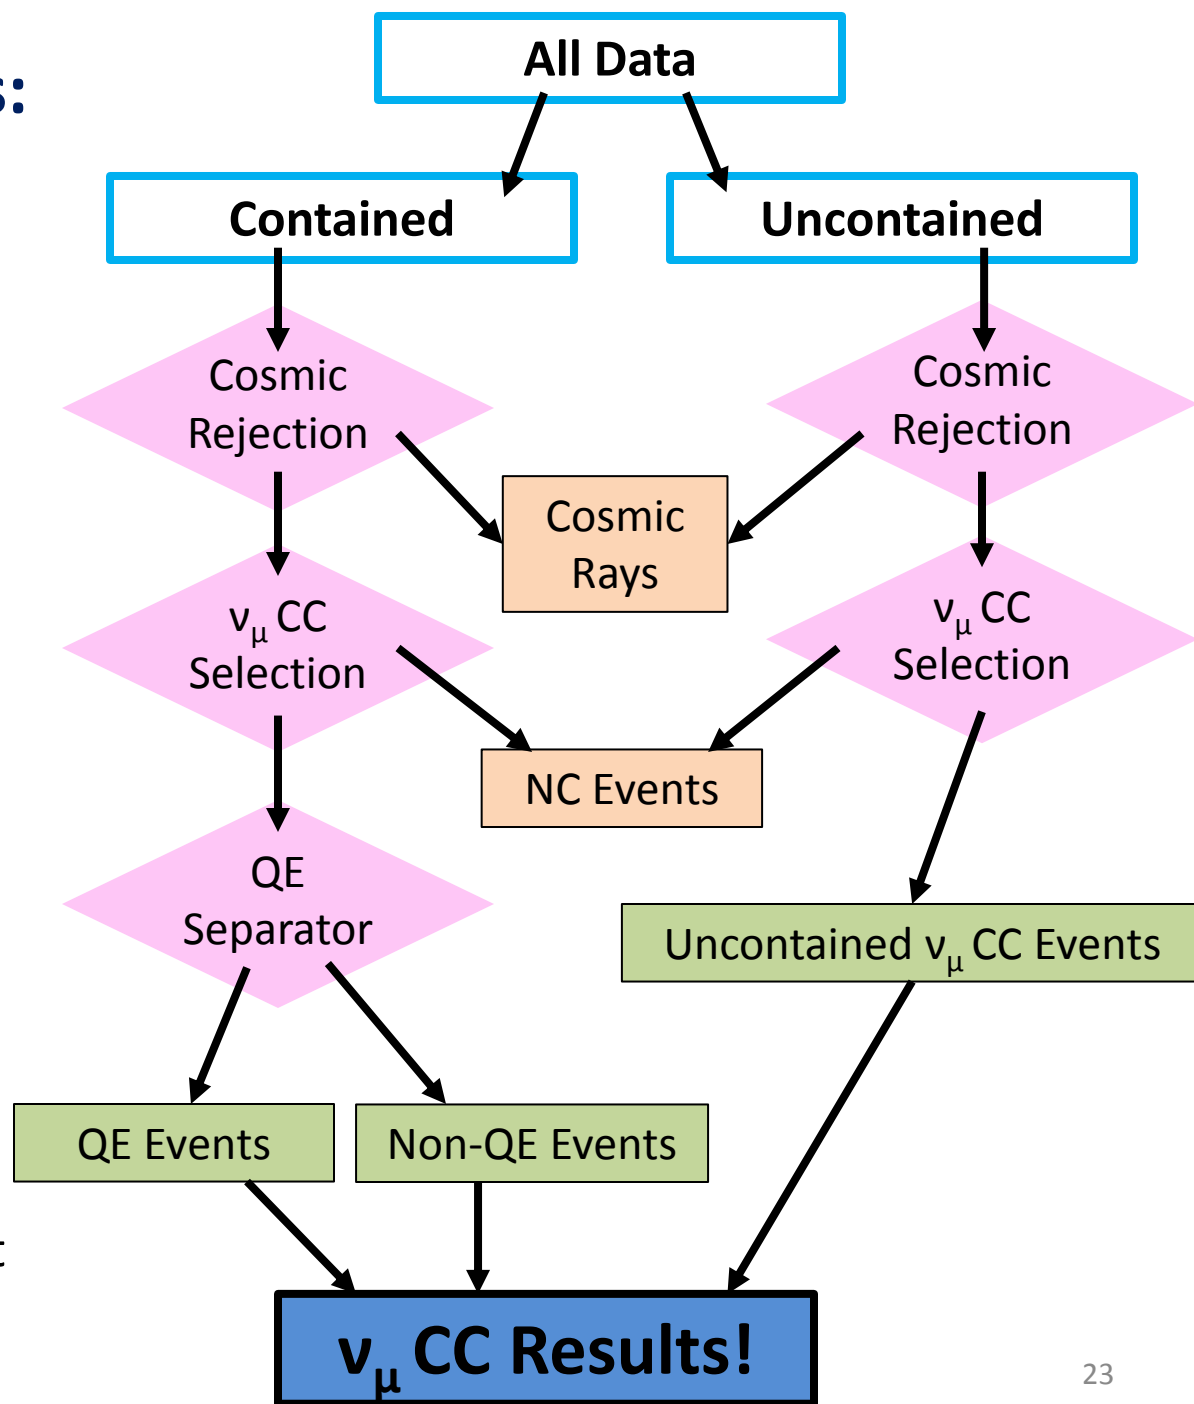 s:
All Data
Contained
Uncontained
Cosmic
Rejection
Cosmic
Rejection
Cosmic
Rays
νμ CC
Selection
νμ CC
Selection
NC Events
QE
Separator
Uncontained νμ CC Events
QE Events
Non-QE Events
t
νμ CC Results!
23